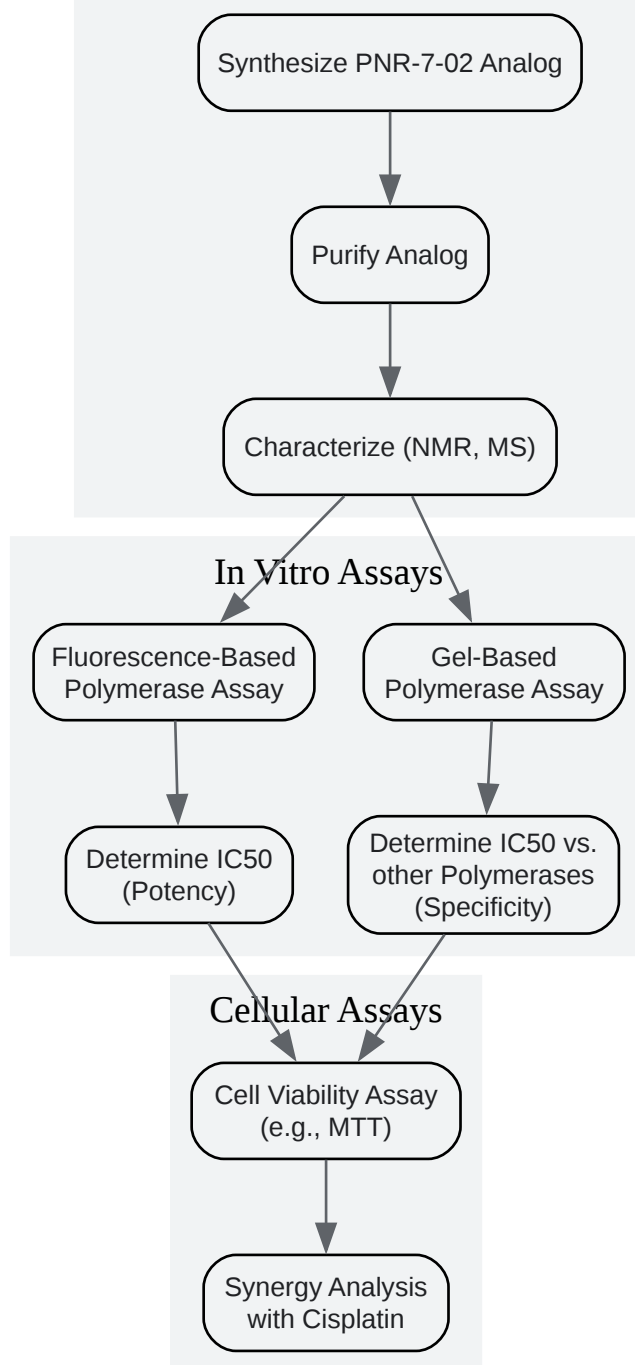 Synthesize PNR-7-02 Analog
Purify Analog
Characterize (NMR, MS)
In Vitro Assays
Fluorescence-Based
Polymerase Assay
Gel-Based
Polymerase Assay
Determine IC50
(Potency)
Determine IC50 vs.
other Polymerases
(Specificity)
Cellular Assays
Cell Viability Assay
(e.g., MTT)
Synergy Analysis
with Cisplatin